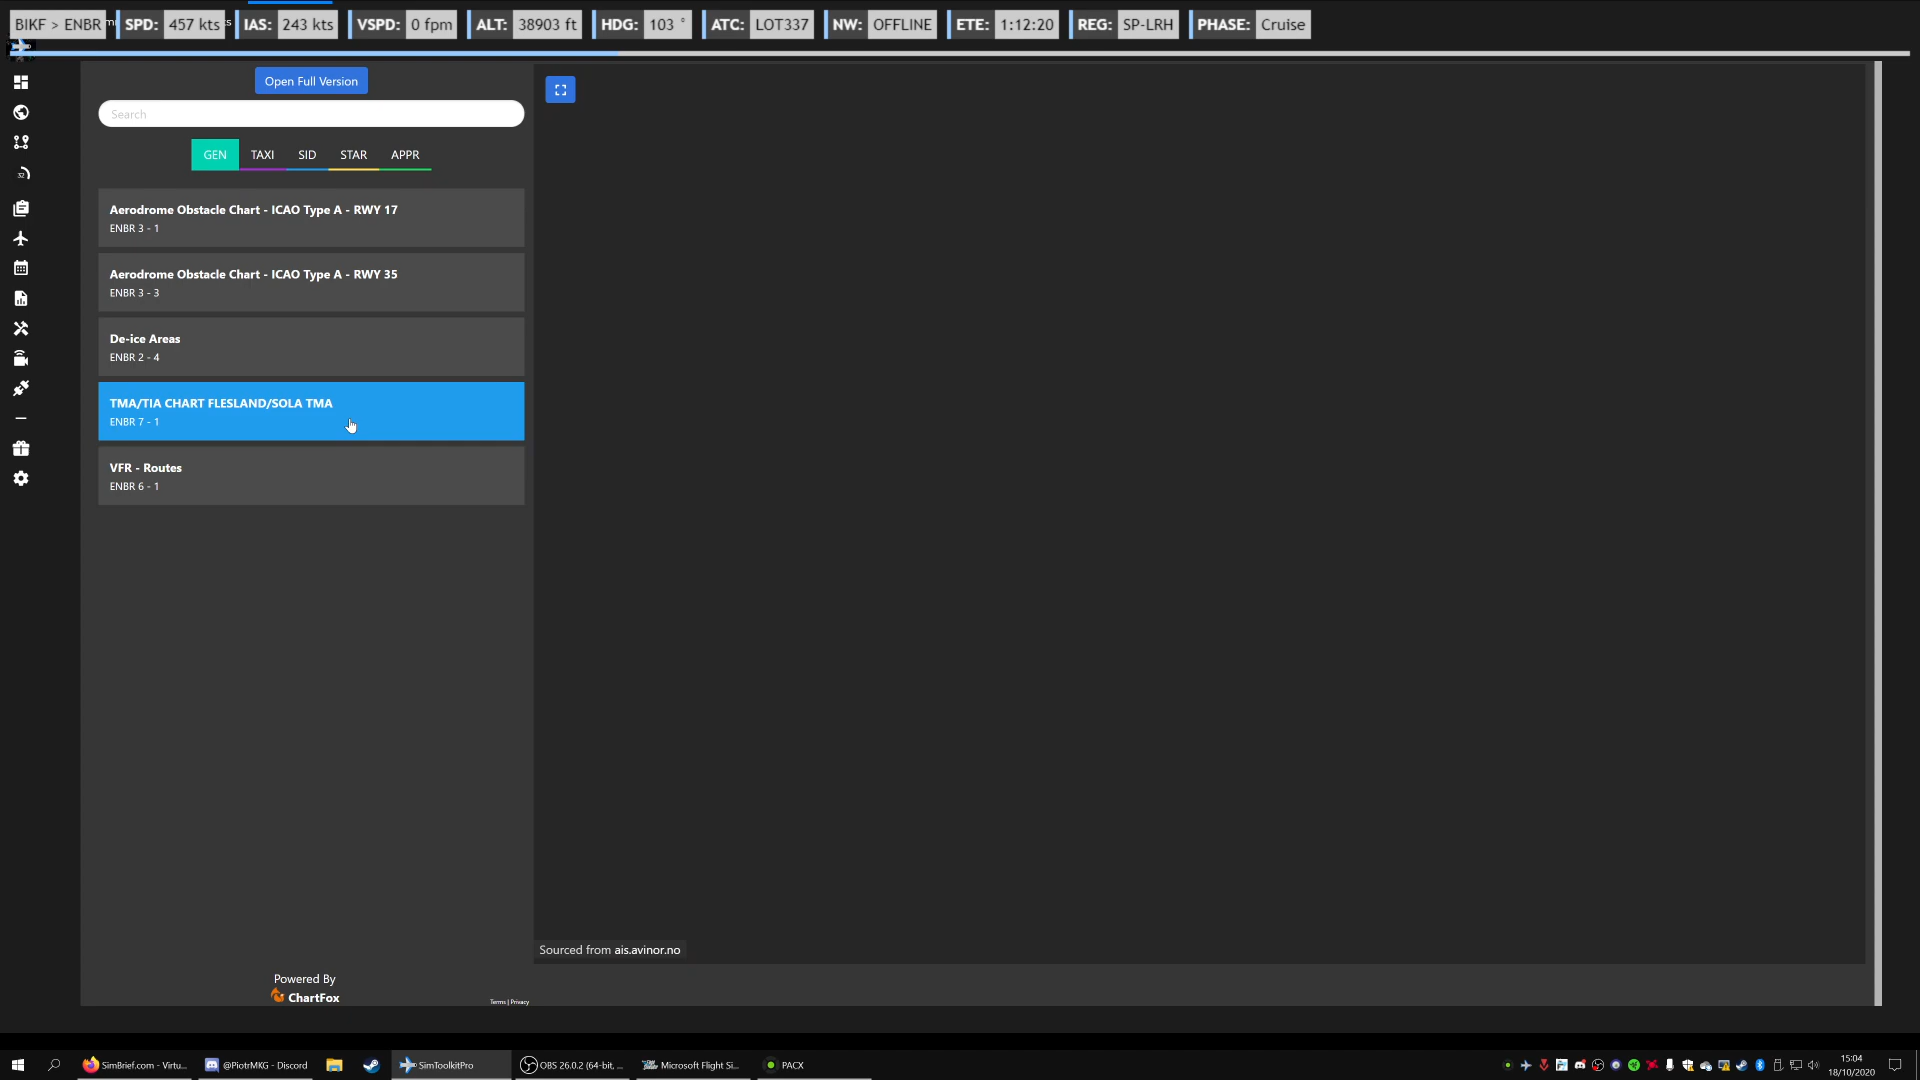 BIKF > ENBR SPD: 457 kts IAS: 243 kts VSPD: 0 fpm ALT: 38903 ft HDG: 103 ° ATC: LOT337 NW: OFFLINE ETE: 1:12:20 REG: SP-LRH PHASE: Cruise
Open Full Version
Search
GEN TAXI SID STAR APPR
32
Aerodrome Obstacle Chart - ICAO Type A - RWY 17
ENBR 3 - 1
Aerodrome Obstacle Chart - ICAO Type A - RWY 35
ENBR 3 - 3
De-ice Areas
ENBR 2 - 4
TMA/TIA CHART FLESLAND/SOLA TMA
ENBR 7 - 1
VFR - Routes
ENBR 6 - 1
Sourced from ais.avinor.no
Powered By
ChartFox
Terms | Privacy
SimBrief.com - Virtu... @PiotrMKG - Discord SimToolkitPro OBS 26.0.2 (64-bit, ... Microsoft Flight Si... PACX
15:04
18/10/2020